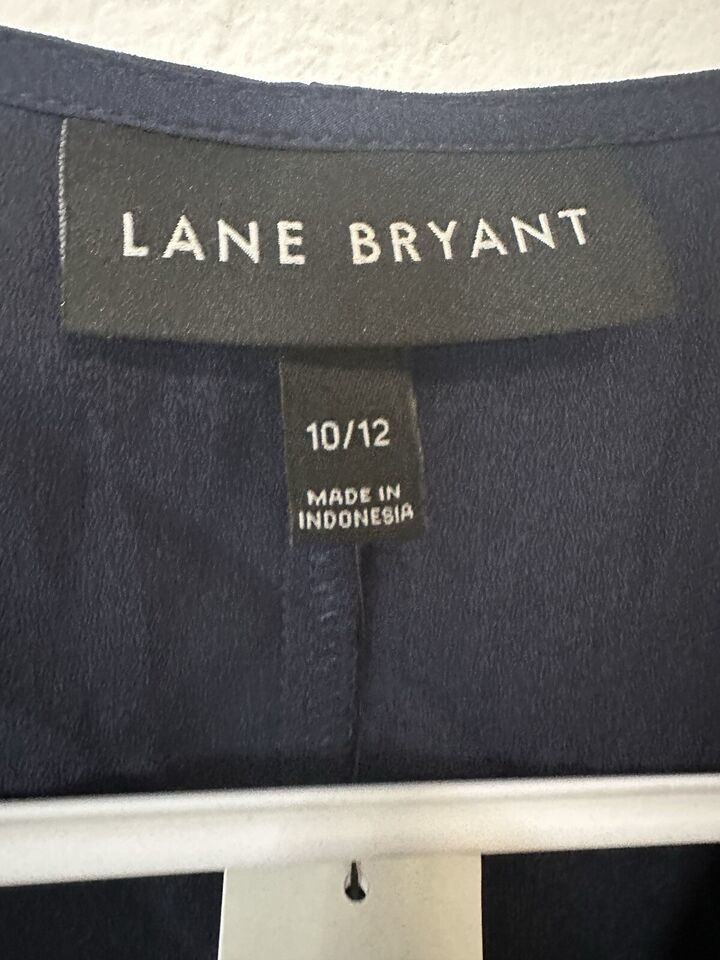 LANE BRYANT
10/12
MADE IN
INDONESIA